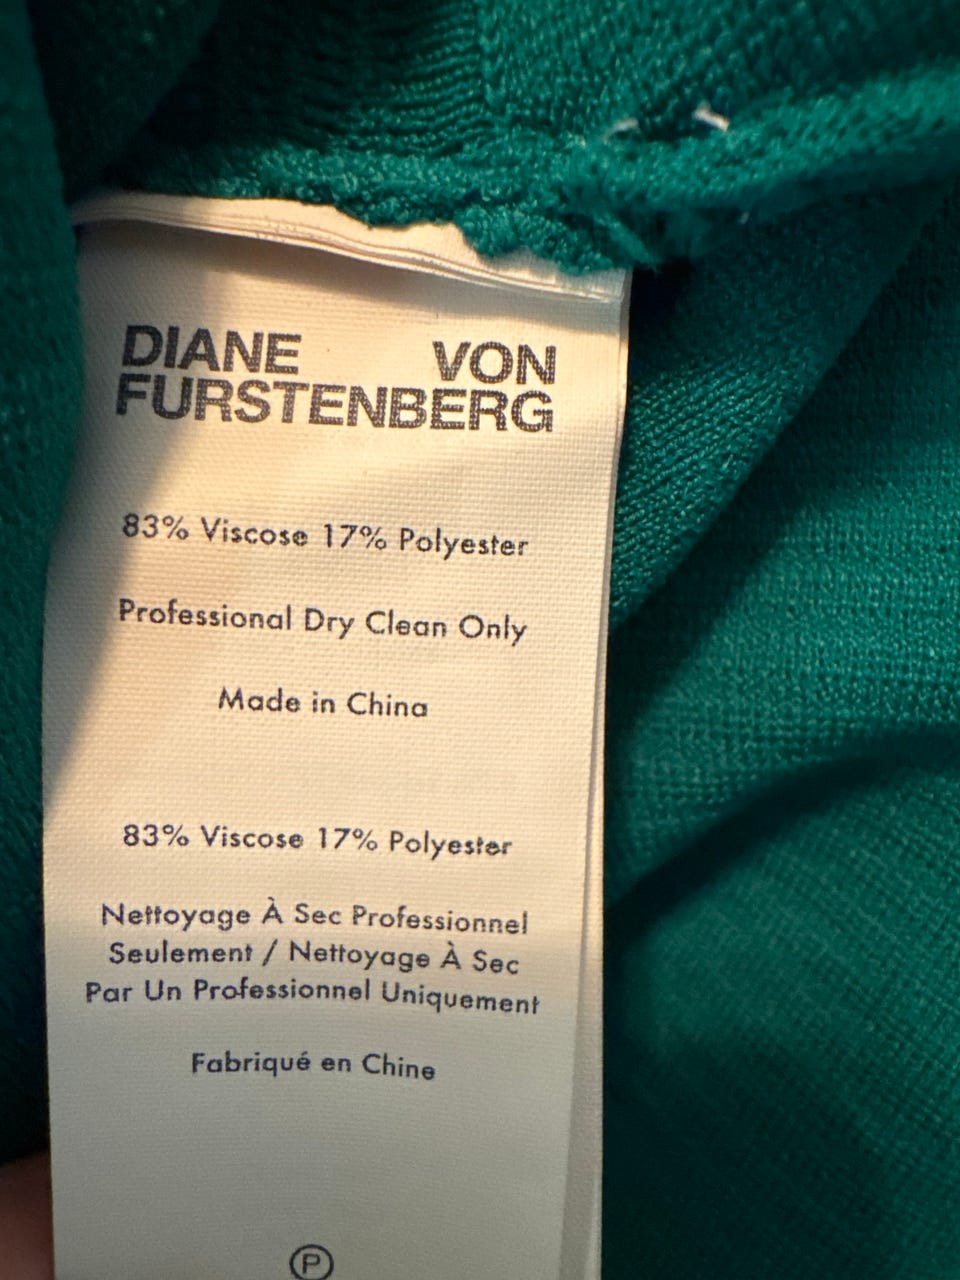 DIANE VON
FURSTENBERG
83% Viscose 17% Polyester
Professional Dry Clean Only
Made in China
83% Viscose 17% Polyester
Nettoyage À Sec Professionnel
Seulement / Nettoyage À Sec
Par Un Professionnel Uniquement
Fabriqué en Chine
P